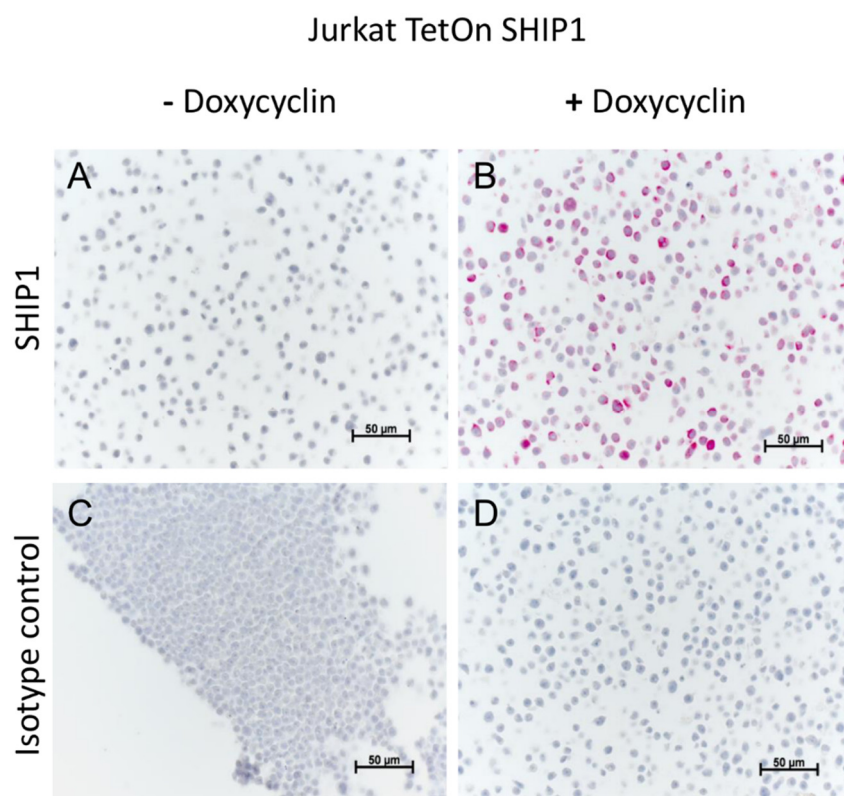 Jurkat TetOn SHIP1
- Doxycyclin
+ Doxycyclin
SHIP1
A
50 µm
B
50 µm
Isotype control
C
50 µm
D
50 µm